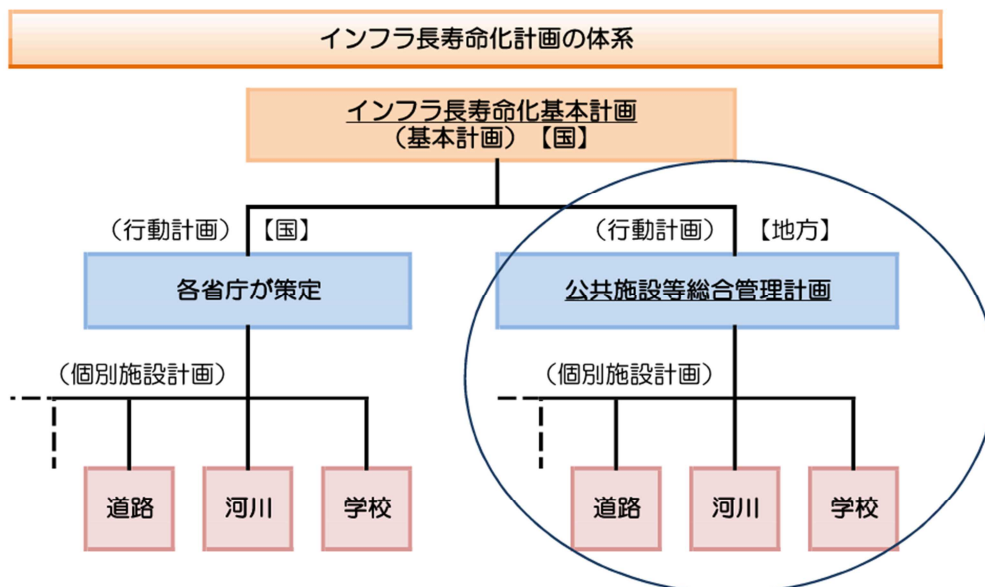 インフラ長寿命化計画の体系
インフラ長寿命化基本計画
（基本計画）【国】
（行動計画）【国】
（行動計画）【地方】
各省庁が策定
公共施設等総合管理計画
（個別施設計画）
（個別施設計画）
道路
河川
学校
道路
河川
学校